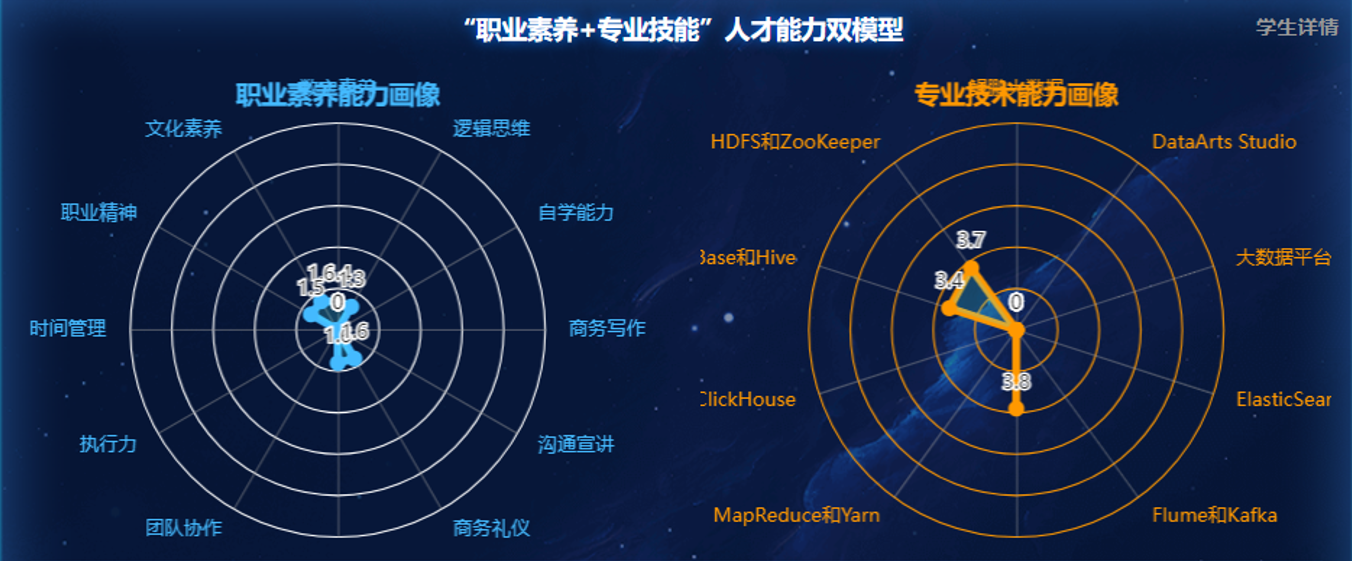 “职业素养+专业技能”人才能力双模型
学生详情
职业素养能力画像
专业技术能力画像
文化素养
逻辑思维
HDFS和ZooKeeper
DataArts Studio
职业精神
自学能力
3.7
Base和Hive
大数据平台
1.6
1.3
1.5
3.4
0
0
时间管理
1.6
商务写作
3.8
ClickHouse
ElasticSear
执行力
沟通宣讲
团队协作
商务礼仪
MapReduce和Yarn
Flume和Kafka